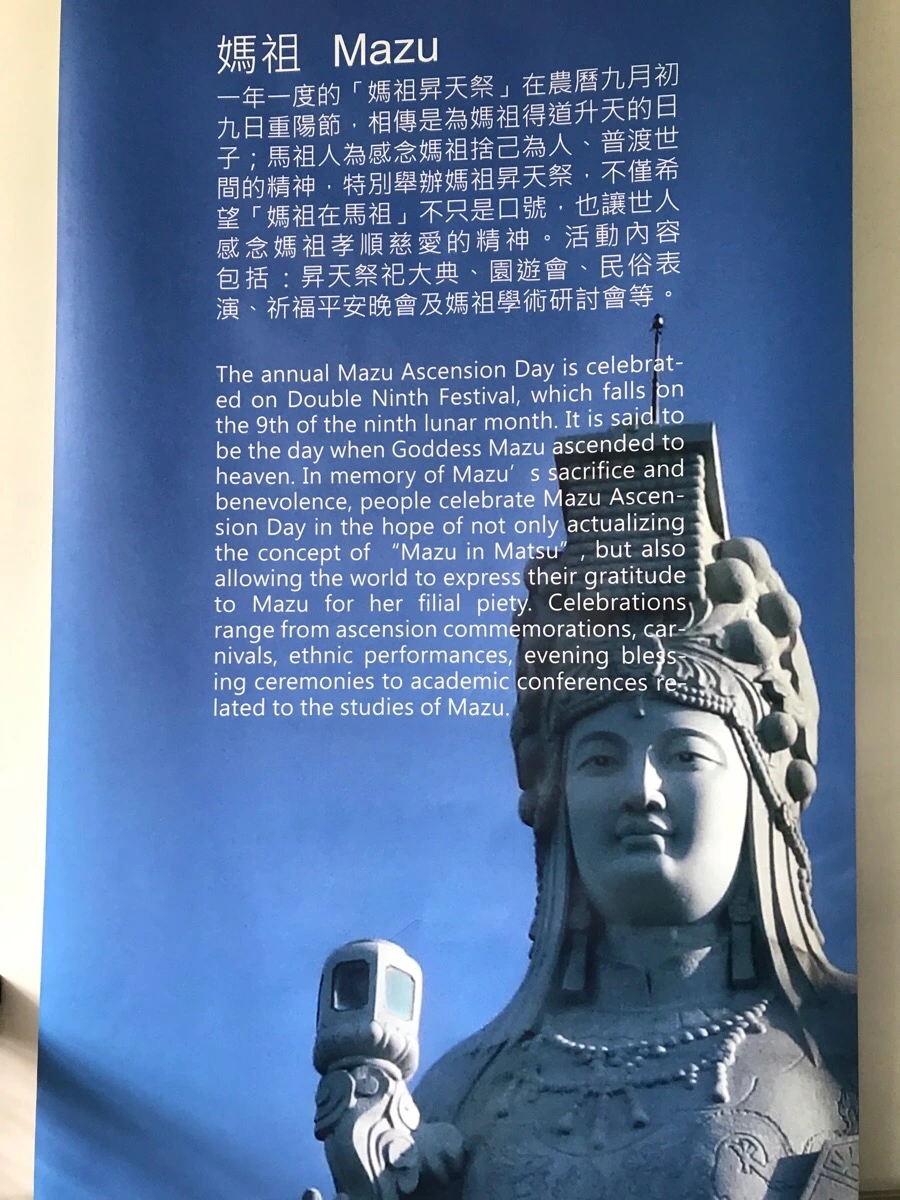 媽祖 Mazu
一年一度的「媽祖昇天祭」在農曆九月初
九日重陽節，相傳是為媽祖得道升天的日
子；馬祖人為感念媽祖捨己為人、普渡世
間的精神，特別舉辦媽祖昇天祭，不僅希
望「媽祖在馬祖」不只是口號，也讓世人
感念媽祖孝順慈愛的精神。活動內容
包括：昇天祭祀大典、園遊會、民俗表
演、祈福平安晚會及媽祖學術研討會等。
The annual Mazu Ascension Day is celebrat-
ed on Double Ninth Festival, which falls on
the 9th of the ninth lunar month. It is said to
be the day when Goddess Mazu ascended to
heaven. In memory of Mazu’s sacrifice and
benevolence, people celebrate Mazu Ascen-
sion Day in the hope of not only actualizing
the concept of “Mazu in Matsu”, but also
allowing the world to express their gratitude
to Mazu for her filial piety. Celebrations
range from ascension commemorations, car-
nivals, ethnic performances, evening bless-
ing ceremonies to academic conferences re-
lated to the studies of Mazu.